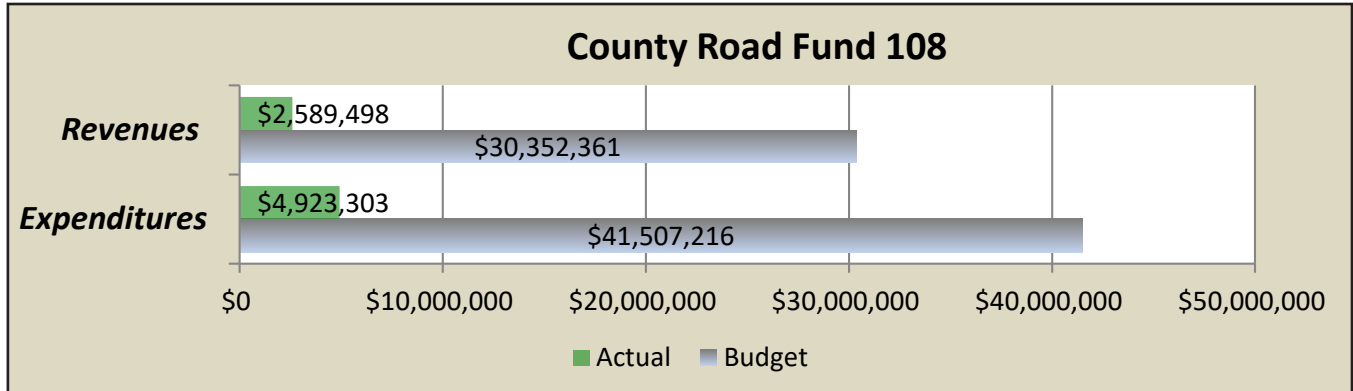 County Road Fund 108
Revenues
$2,589,498
$30,352,361
Expenditures
$4,923,303
$41,507,216
$0 $10,000,000 $20,000,000 $30,000,000 $40,000,000 $50,000,000
Actual Budget